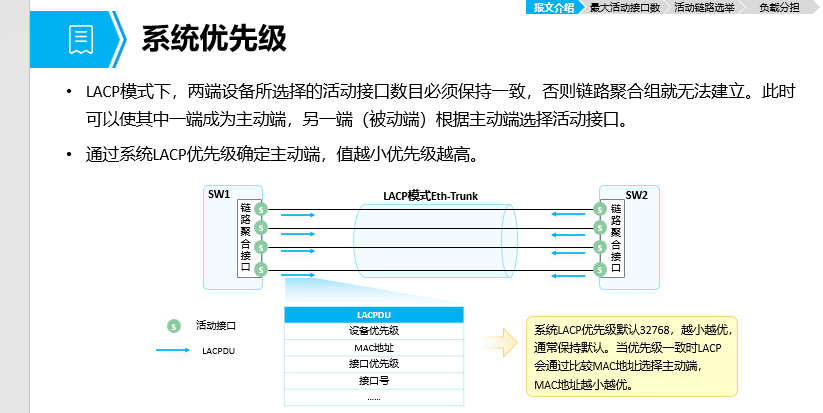 报文介绍
最大活动接口数
活动链路选举
负载分担
系统优先级
• LACP模式下，两端设备所选择的活动接口数目必须保持一致，否则链路聚合组就无法建立。此时
可以使其中一端成为主动端，另一端（被动端）根据主动端选择活动接口。
• 通过系统LACP优先级确定主动端，值越小优先级越高。
SW1
LACP模式Eth-Trunk
SW2
链路聚合接口
S
S
S
S
S
S
S
S
链路聚合接口
LACPDU
设备优先级
MAC地址
接口优先级
接口号
......
S 活动接口
LACPDU
系统LACP优先级默认32768，越小越优，
通常保持默认。当优先级一致时LACP
会通过比较MAC地址选择主动端，
MAC地址越小越优。